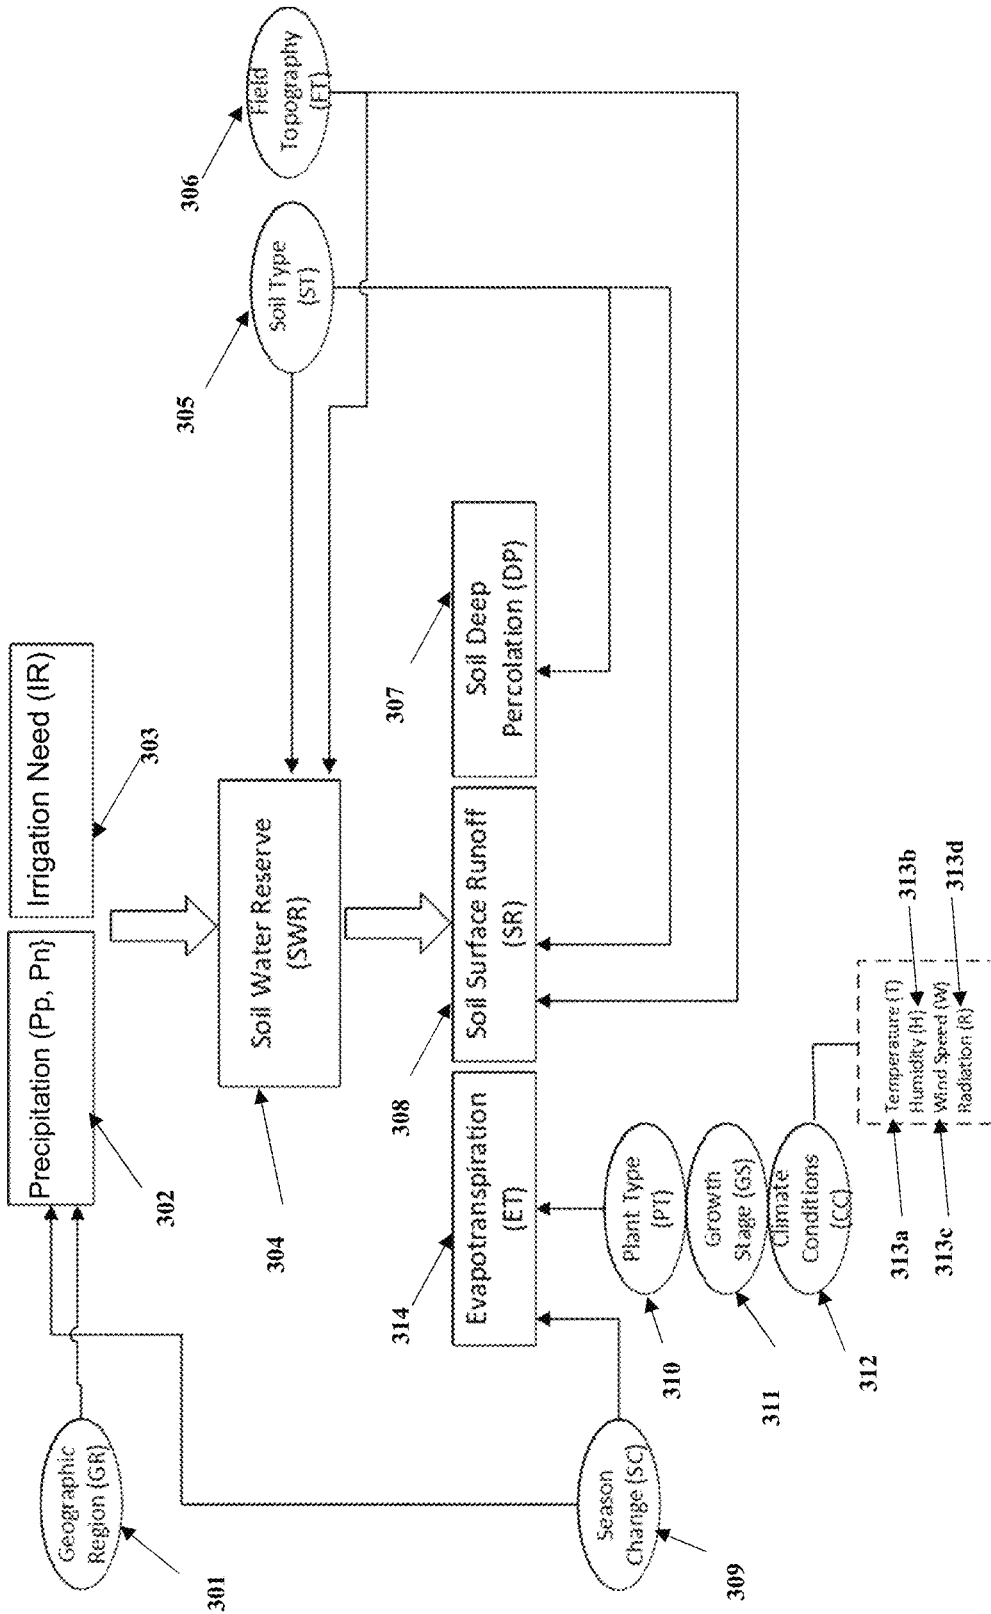 Geographic
Region (GR)
301
Precipitation (Pp, Pn}
302
Irrigation Need (IR)
303
Soil Water Reserve
(SWR)
304
Soil Type
(ST)
305
Field
Topography
(FT)
306
Evapotranspiration
(ET)
314
Soil Surface Runoff
(SR)
308
Soil Deep
Percolation (DP)
307
Season
Change (SC)
309
Plant Type
(PT)
310
Growth
Stage (GS)
311
Climate
Conditions
(CC)
312
Temperature (T)
Humidity (H)
Wind Speed (W)
Radiation (R)
313a
313b
313c
313d